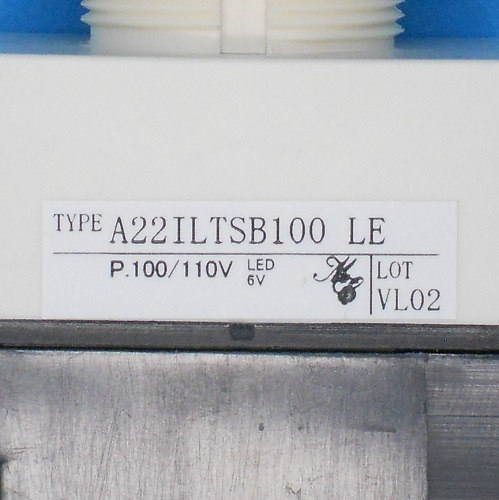 TYPE A22ILTSB100 LE
P.100/110V LED 6V
LOT
VL02